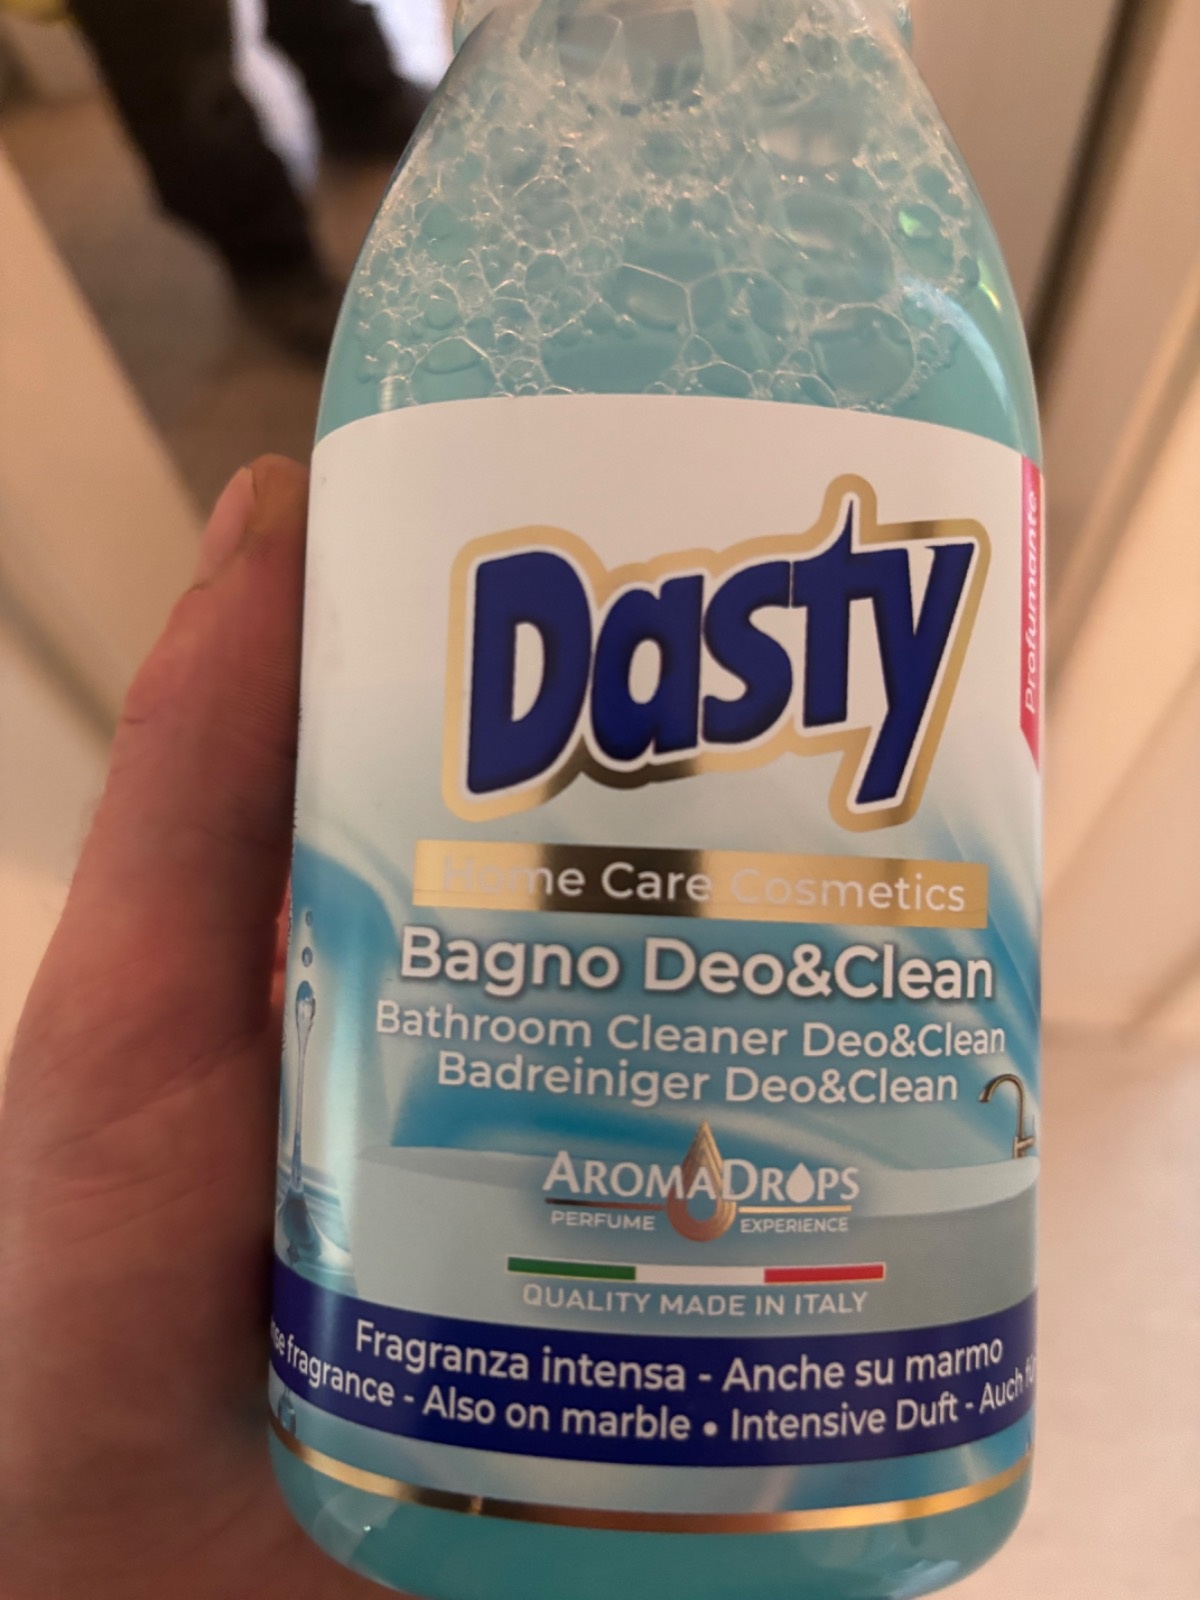 Dasty
Profumante
Home Care Cosmetics
Bagno Deo&Clean
Bathroom Cleaner Deo&Clean
Badreiniger Deo&Clean
AROMADROPS
PERFUME EXPERIENCE
QUALITY MADE IN ITALY
Fragranza intensa - Anche su marmo
fragrance - Also on marble • Intensive Duft - Auch